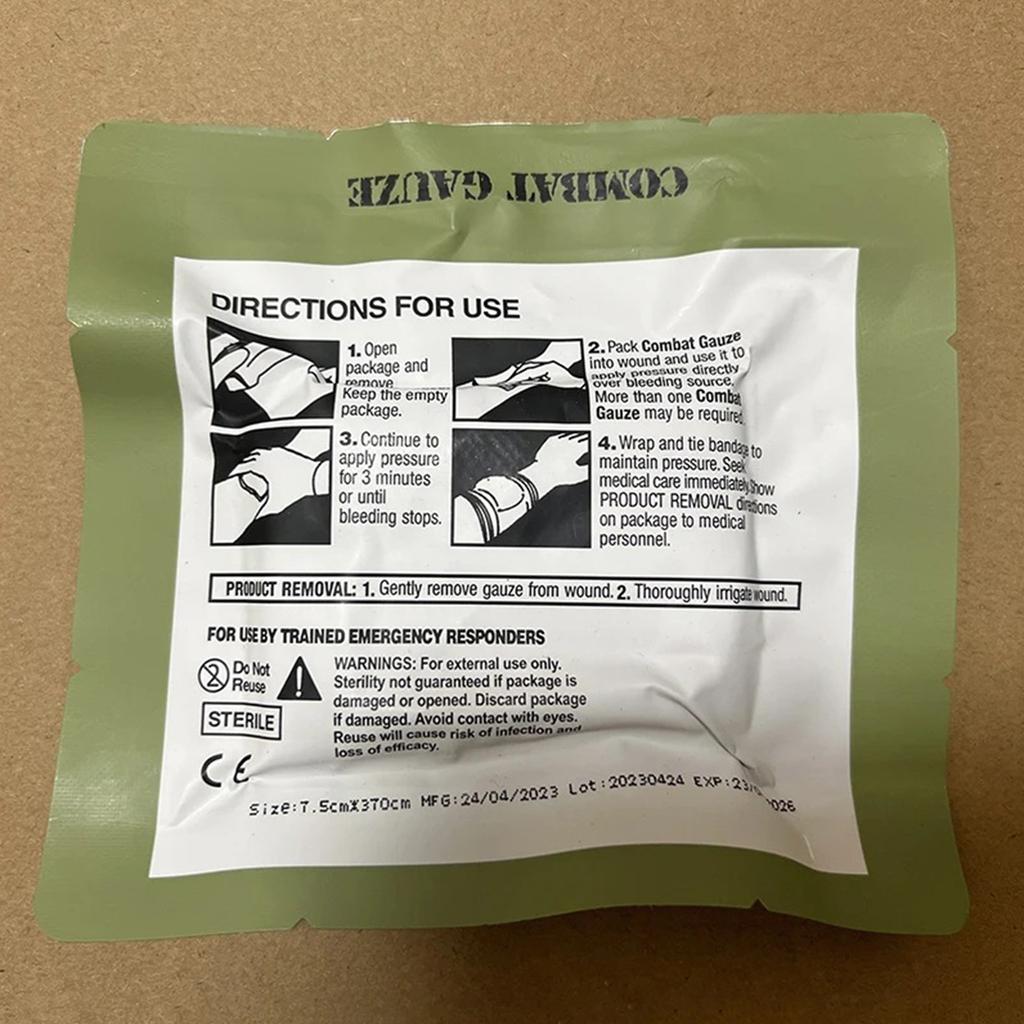 COMBAT GAUZE
DIRECTIONS FOR USE
1. Open
package and
remove
Keep the empty
package.
2. Pack Combat Gauze
into wound and use it to
apply pressure directly
over bleeding source.
More than one Combat
Gauze may be required
3. Continue to
apply pressure
for 3 minutes
or until
bleeding stops.
4. Wrap and tie bandage to
maintain pressure. Seek
medical care immediately. Show
PRODUCT REMOVAL directions
on package to medical
personnel.
PRODUCT REMOVAL: 1. Gently remove gauze from wound. 2. Thoroughly irrigate wound.
FOR USE BY TRAINED EMERGENCY RESPONDERS
2 Do Not
Reuse
!
STERILE
CE
WARNINGS: For external use only.
Sterility not guaranteed if package is
damaged or opened. Discard package
if damaged. Avoid contact with eyes.
Reuse will cause risk of infection and
loss of efficacy.
Size:7.5cm*370cm MFG:24/04/2023 Lot:20230424 EXP:23/